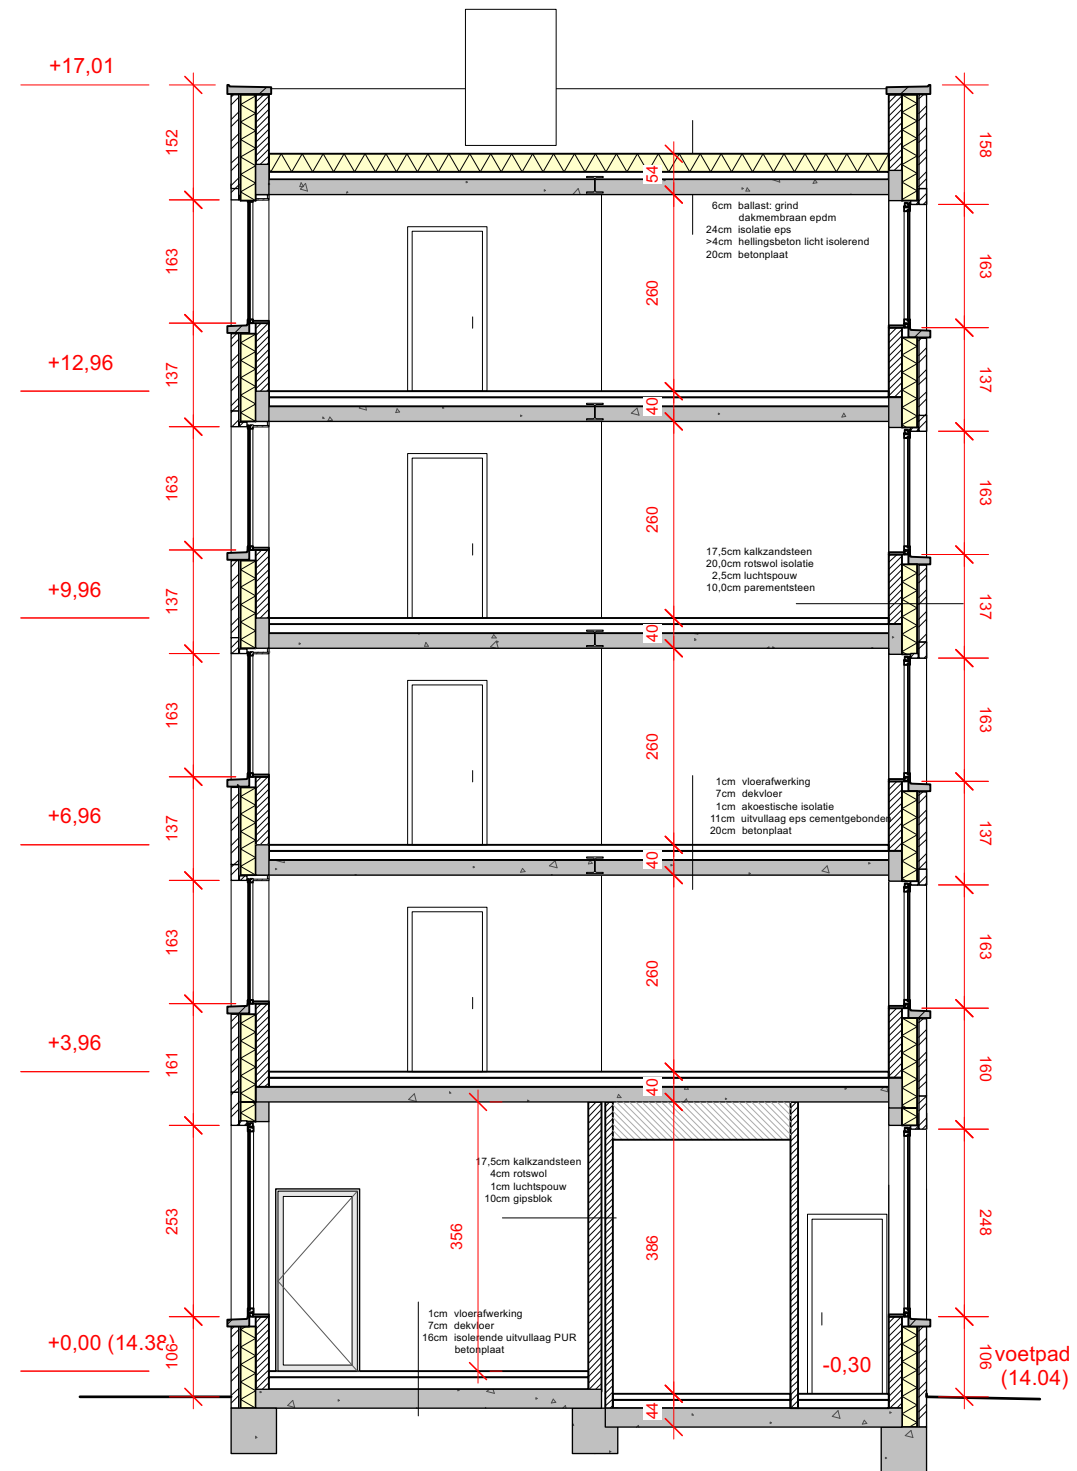 +17,01
152
158
54
6cm ballast: grind
dakmembraan epdm
24cm isolatie eps
>4cm hellingsbeton licht isolerend
20cm betonplaat
163
260
163
+12,96
137
137
40
163
260
163
17,5cm kalkzandsteen
20,0cm rotswol isolatie
2,5cm luchtspouw
10,0cm parementsteen
+9,96
137
137
40
163
260
163
1cm vloerafwerking
7cm dekvloer
1cm akoestische isolatie
11cm uitvullaag eps cementgebonden
20cm betonplaat
+6,96
137
137
40
163
260
163
+3,96
161
160
40
17,5cm kalkzandsteen
4cm rotswol
1cm luchtspouw
10cm gipsblok
253
356
386
248
1cm vloerafwerking
7cm dekvloer
16cm isolerende uitvullaag PUR
betonplaat
+0,00 (14.38)
106
-0,30
106
voetpad
(14.04)
44